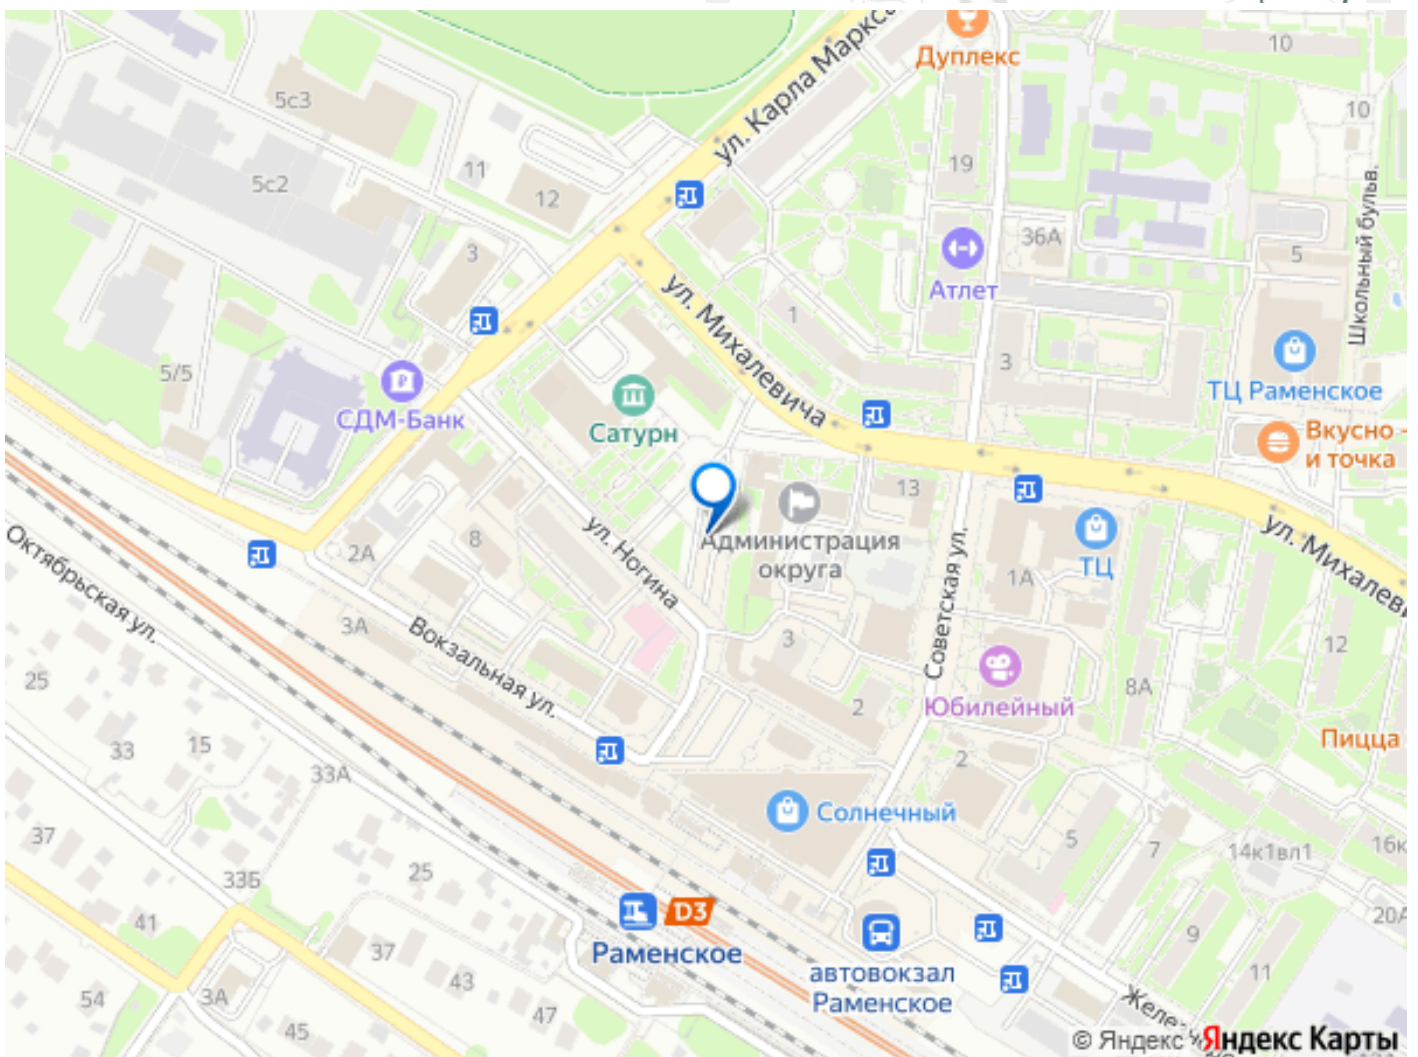 Дуплекс
10
ул. Карла Маркса
5с3
10
11
19
5с2
12
Школьный бульв.
36А
3
5
Атлет
ул. Михалевича
1
3
5/5
ТЦ Раменское
СДМ-Банк
Сатурн
Вкусно -
и точка
13
Администрация
округа
ул. Михалеви
Октябрьская ул.
2А
8
ул. Ногина
Советская ул.
ТЦ
1А
3А
Вокзальная ул.
3
12
25
8А
2
Юбилейный
33
15
Пицца
2
33А
Солнечный
37
5
7
14к1вл1
16к
33Б
25
D3
20А
41
9
Раменское
37
автовокзал
Раменское
43
11
54
3А
47
45
Желез
© Яндекс
Яндекс Карты